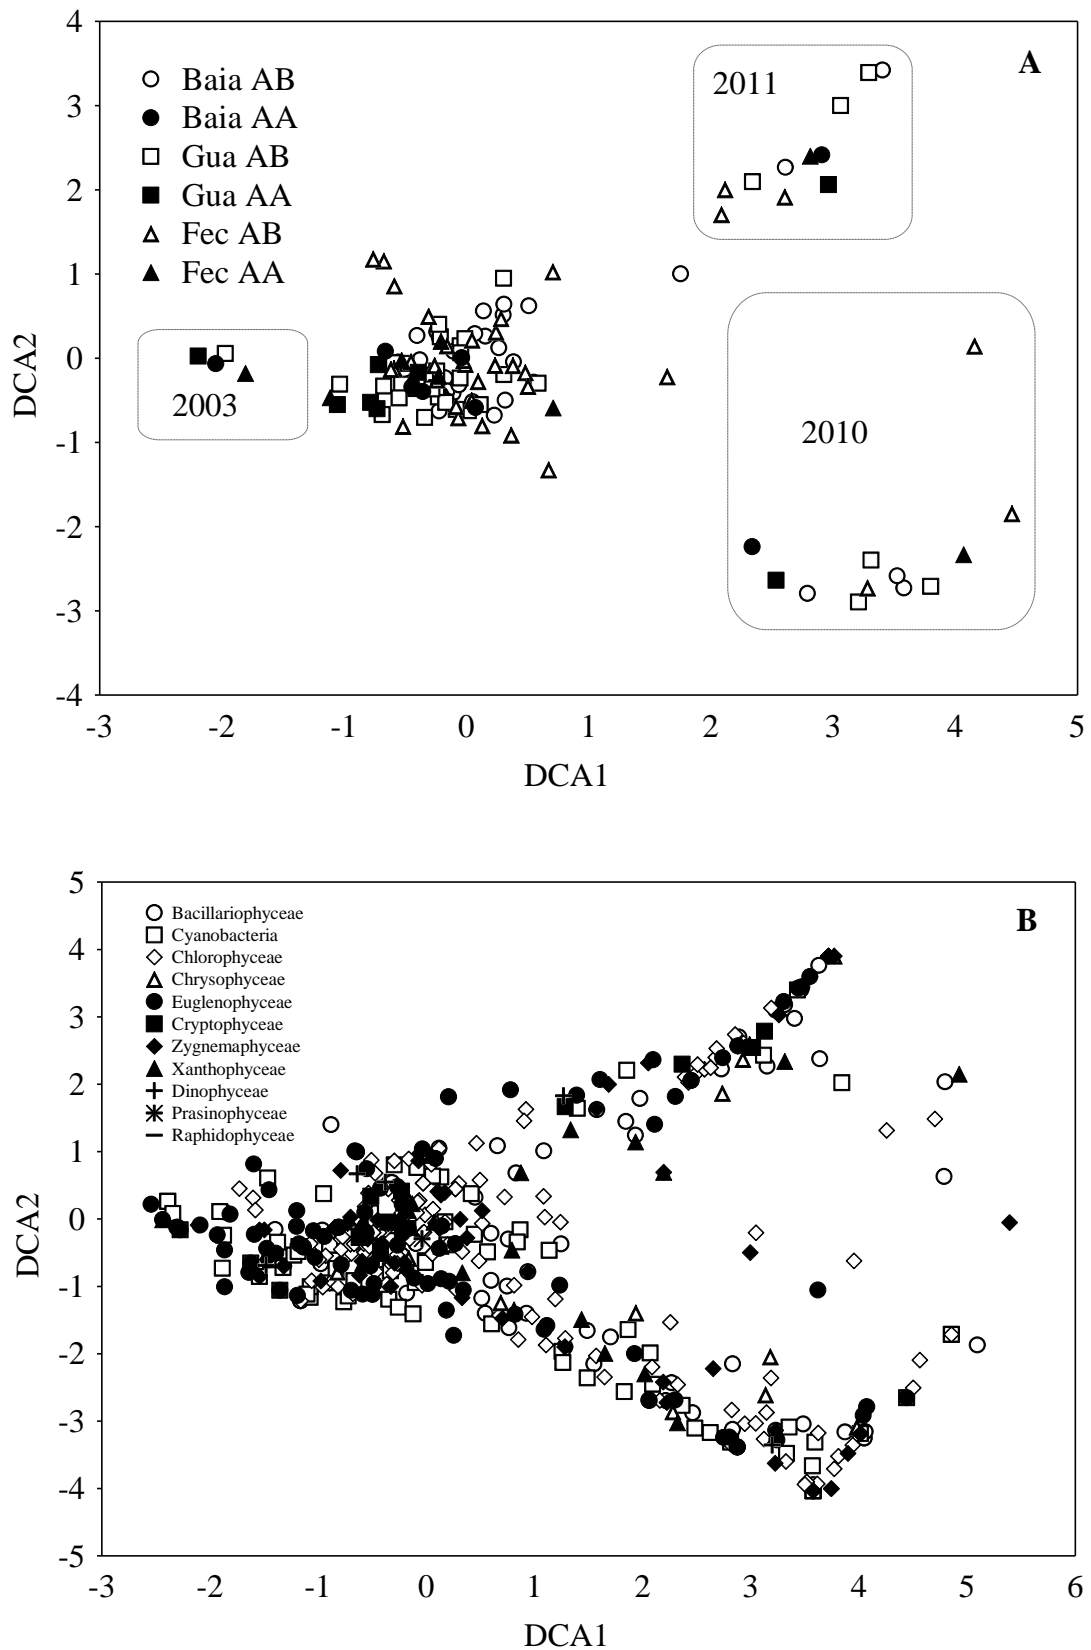 4
A
2011
Baia AB
3
Baia AA
Gua AB
2
Gua AA
Fec AB
1
Fec AA
0
2003
-1
2010
-2
-3
-4
-3 -2 -1 0 1 2 3 4 5
DCA1
DCA2
5
B
Bacillariophyceae
Cyanobacteria
4
Chlorophyceae
Chrysophyceae
3
Euglenophyceae
Cryptophyceae
Zygnemaphyceae
2
Xanthophyceae
Dinophyceae
Prasinophyceae
1
Raphidophyceae
0
-1
-2
-3
-4
-5
-3 -2 -1 0 1 2 3 4 5 6
DCA1
DCA2